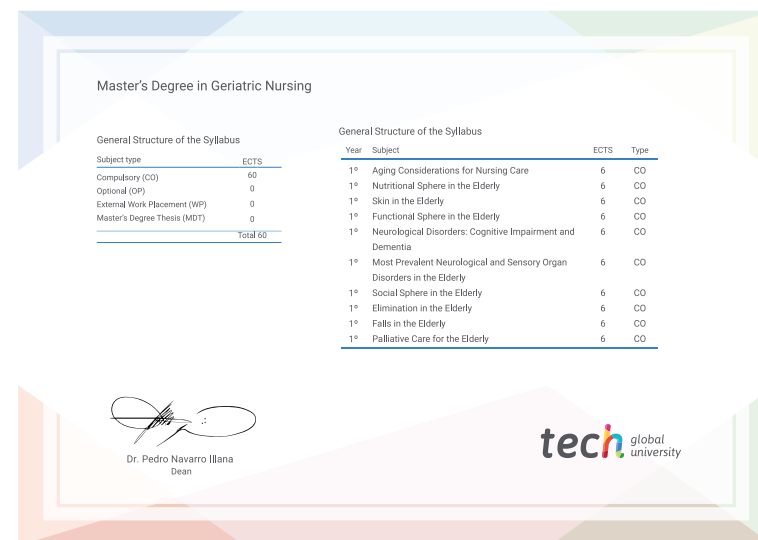 Master's Degree in Geriatric Nursing
General Structure of the Syllabus
Subject type ECTS
Compulsory (CO) 60
Optional (OP) 0
External Work Placement (WP) 0
Master's Degree Thesis (MDT) 0
Total 60
General Structure of the Syllabus
Year Subject ECTS Type
1º Aging Considerations for Nursing Care 6 CO
1º Nutritional Sphere in the Elderly 6 CO
1º Skin in the Elderly 6 CO
1º Functional Sphere in the Elderly 6 CO
1º Neurological Disorders: Cognitive Impairment and 6 CO
Dementia
1º Most Prevalent Neurological and Sensory Organ 6 CO
Disorders in the Elderly
1º Social Sphere in the Elderly 6 CO
1º Elimination in the Elderly 6 CO
1º Falls in the Elderly 6 CO
1º Palliative Care for the Elderly 6 CO
Dr. Pedro Navarro Illana
Dean
tech global
university